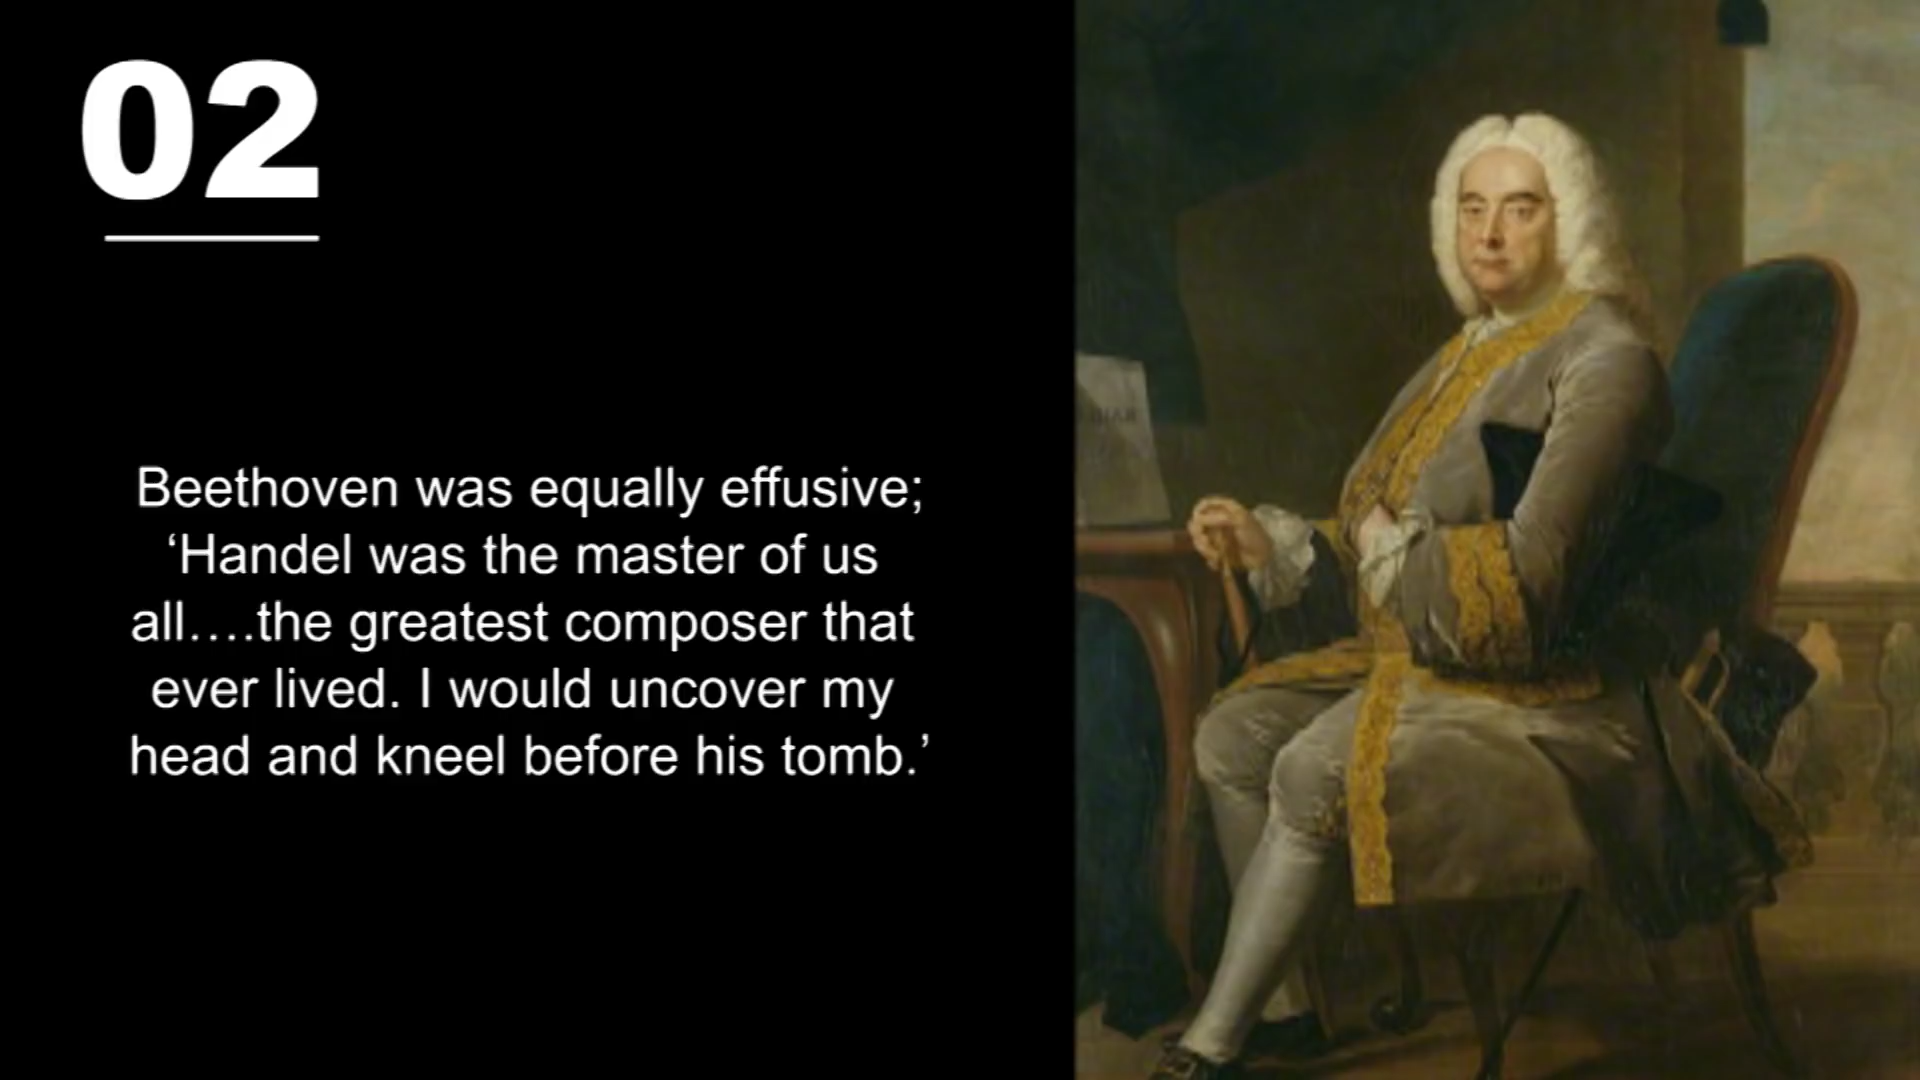 02
Beethoven was equally effusive;
‘Handel was the master of us
all….the greatest composer that
ever lived. I would uncover my
head and kneel before his tomb.’